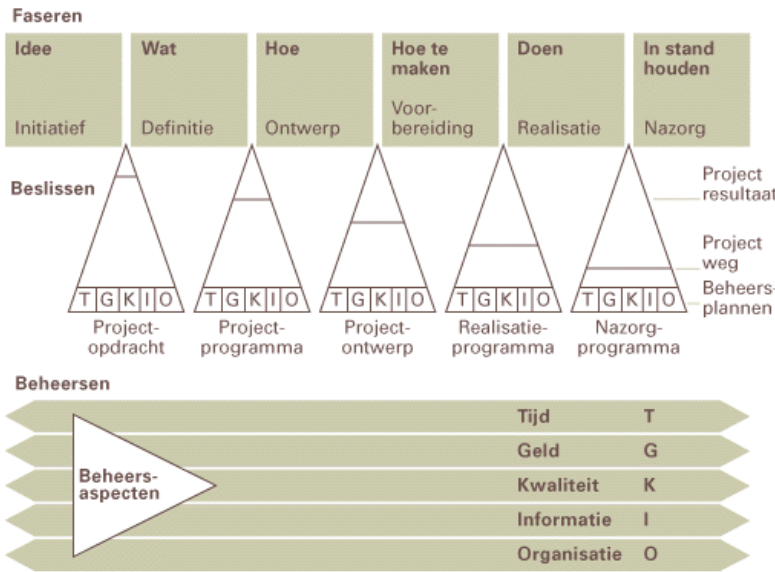 Faseren
Idee
Initiatief
Wat
Definitie
Hoe
Ontwerp
Hoe te
maken
Voor-
bereiding
Doen
Realisatie
In stand
houden
Nazorg
Beslissen
Project
resultaat
Project
weg
Beheers-
plannen
T G K I O
Project-
opdracht
T G K I O
Project-
programma
T G K I O
Project-
ontwerp
T G K I O
Realisatie-
programma
T G K I O
Nazorg-
programma
Beheersen
Beheers-
aspecten
Tijd T
Geld G
Kwaliteit K
Informatie I
Organisatie O